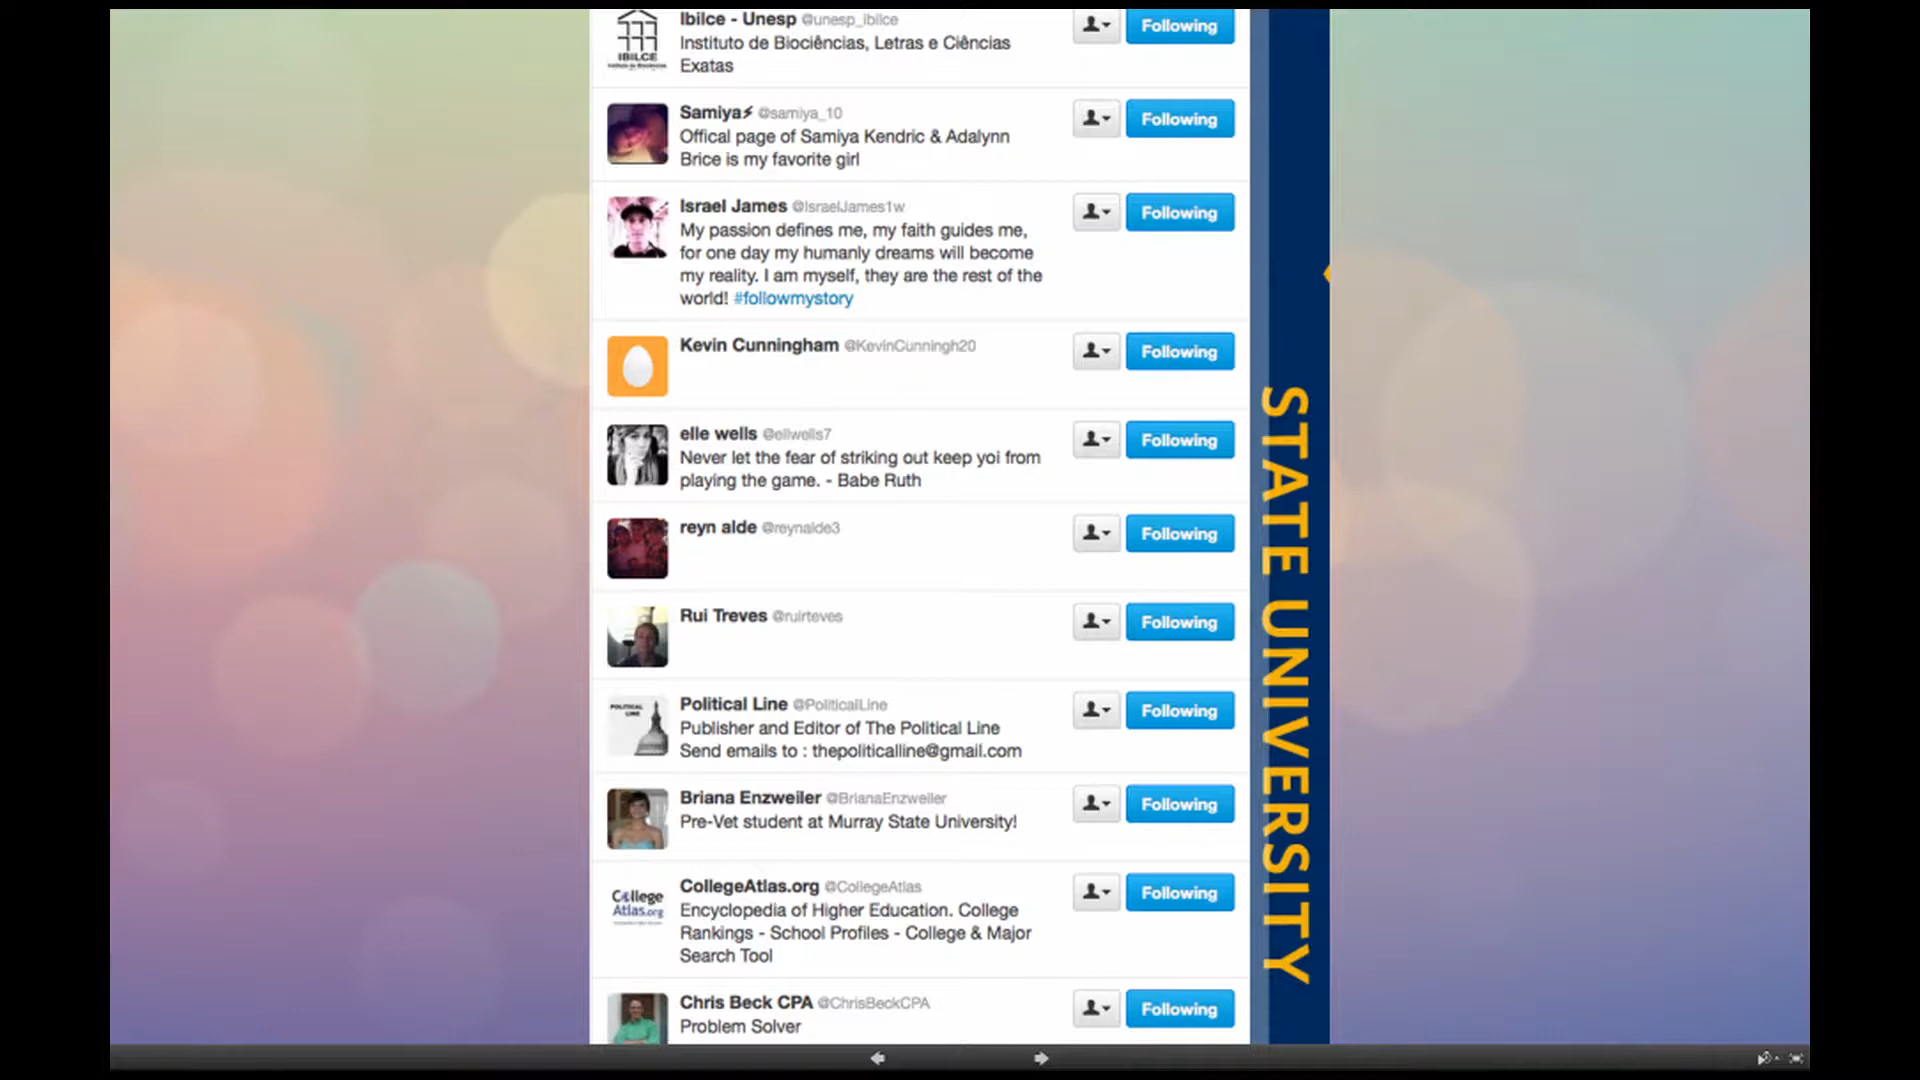 Ibilce - Unesp @unesp_ibilce
Following
Instituto de Biociências, Letras e Ciências
Exatas
IBILCE
Samiya⚡ @samiya_10
Following
Offical page of Samiya Kendric & Adalynn
Brice is my favorite girl
Israel James @IsraelJames1w
Following
My passion defines me, my faith guides me,
for one day my humanly dreams will become
my reality. I am myself, they are the rest of the
world! #followmystory
Kevin Cunningham @KevinCunningh20
Following
elle wells @ellwells7
Following
Never let the fear of striking out keep yoi from
playing the game. - Babe Ruth
reyn alde @reynalde3
Following
Rui Treves @ruirteves
Following
Political Line @PoliticalLine
Following
POLITICAL
LINE
Publisher and Editor of The Political Line
Send emails to : thepoliticalline@gmail.com
Briana Enzweiler @BrianaEnzweiler
Following
Pre-Vet student at Murray State University!
CollegeAtlas.org @CollegeAtlas
Following
College
Atlas.org
Encyclopedia of Higher Education. College
Rankings - School Profiles - College & Major
Search Tool
Chris Beck CPA @ChrisBeckCPA
Following
Problem Solver
STATE UNIVERSITY